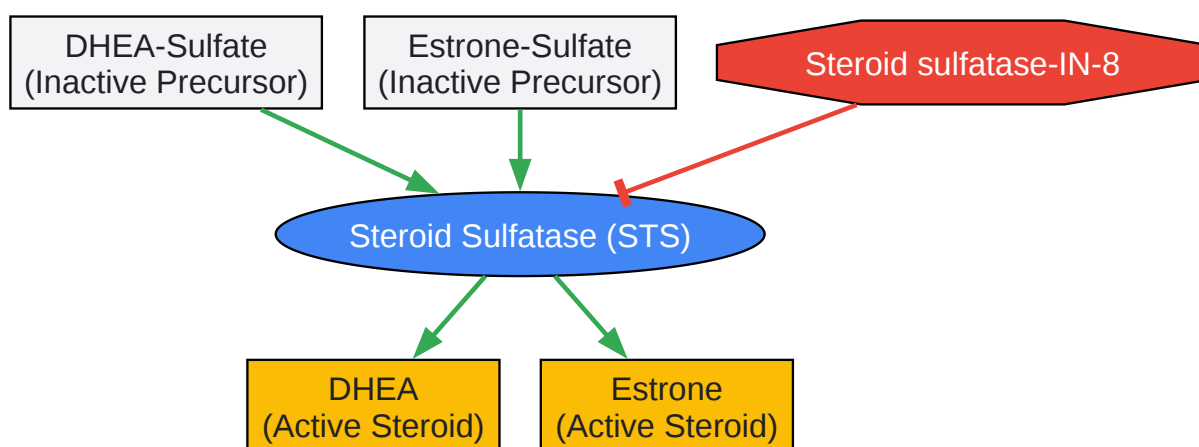 DHEA-Sulfate
(Inactive Precursor)
Estrone-Sulfate
(Inactive Precursor)
Steroid sulfatase-IN-8
Steroid Sulfatase (STS)
DHEA
(Active Steroid)
Estrone
(Active Steroid)